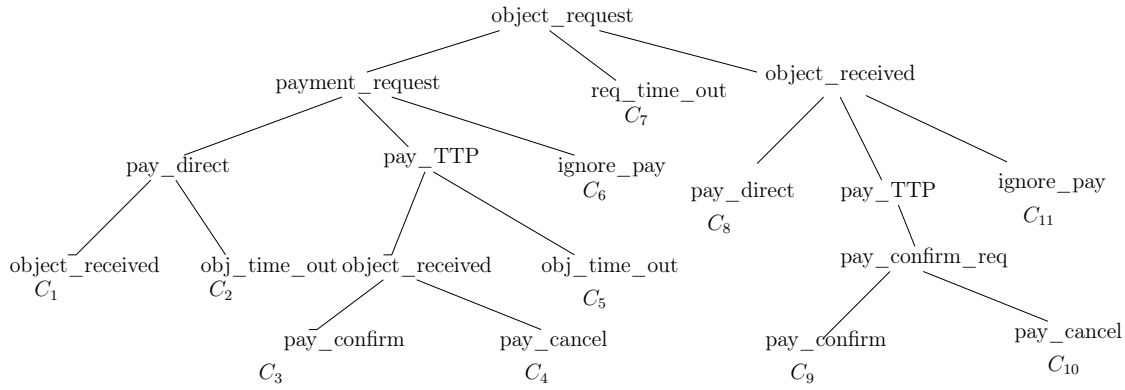 object_request
payment_request
req_time_out
C7
object_received
pay_direct
pay_TTP
ignore_pay
C6
pay_direct
C8
pay_TTP
ignore_pay
C11
object_received
C1
obj_time_out
C2
object_received
obj_time_out
C5
pay_confirm_req
pay_confirm
C3
pay_cancel
C4
pay_confirm
C9
pay_cancel
C10